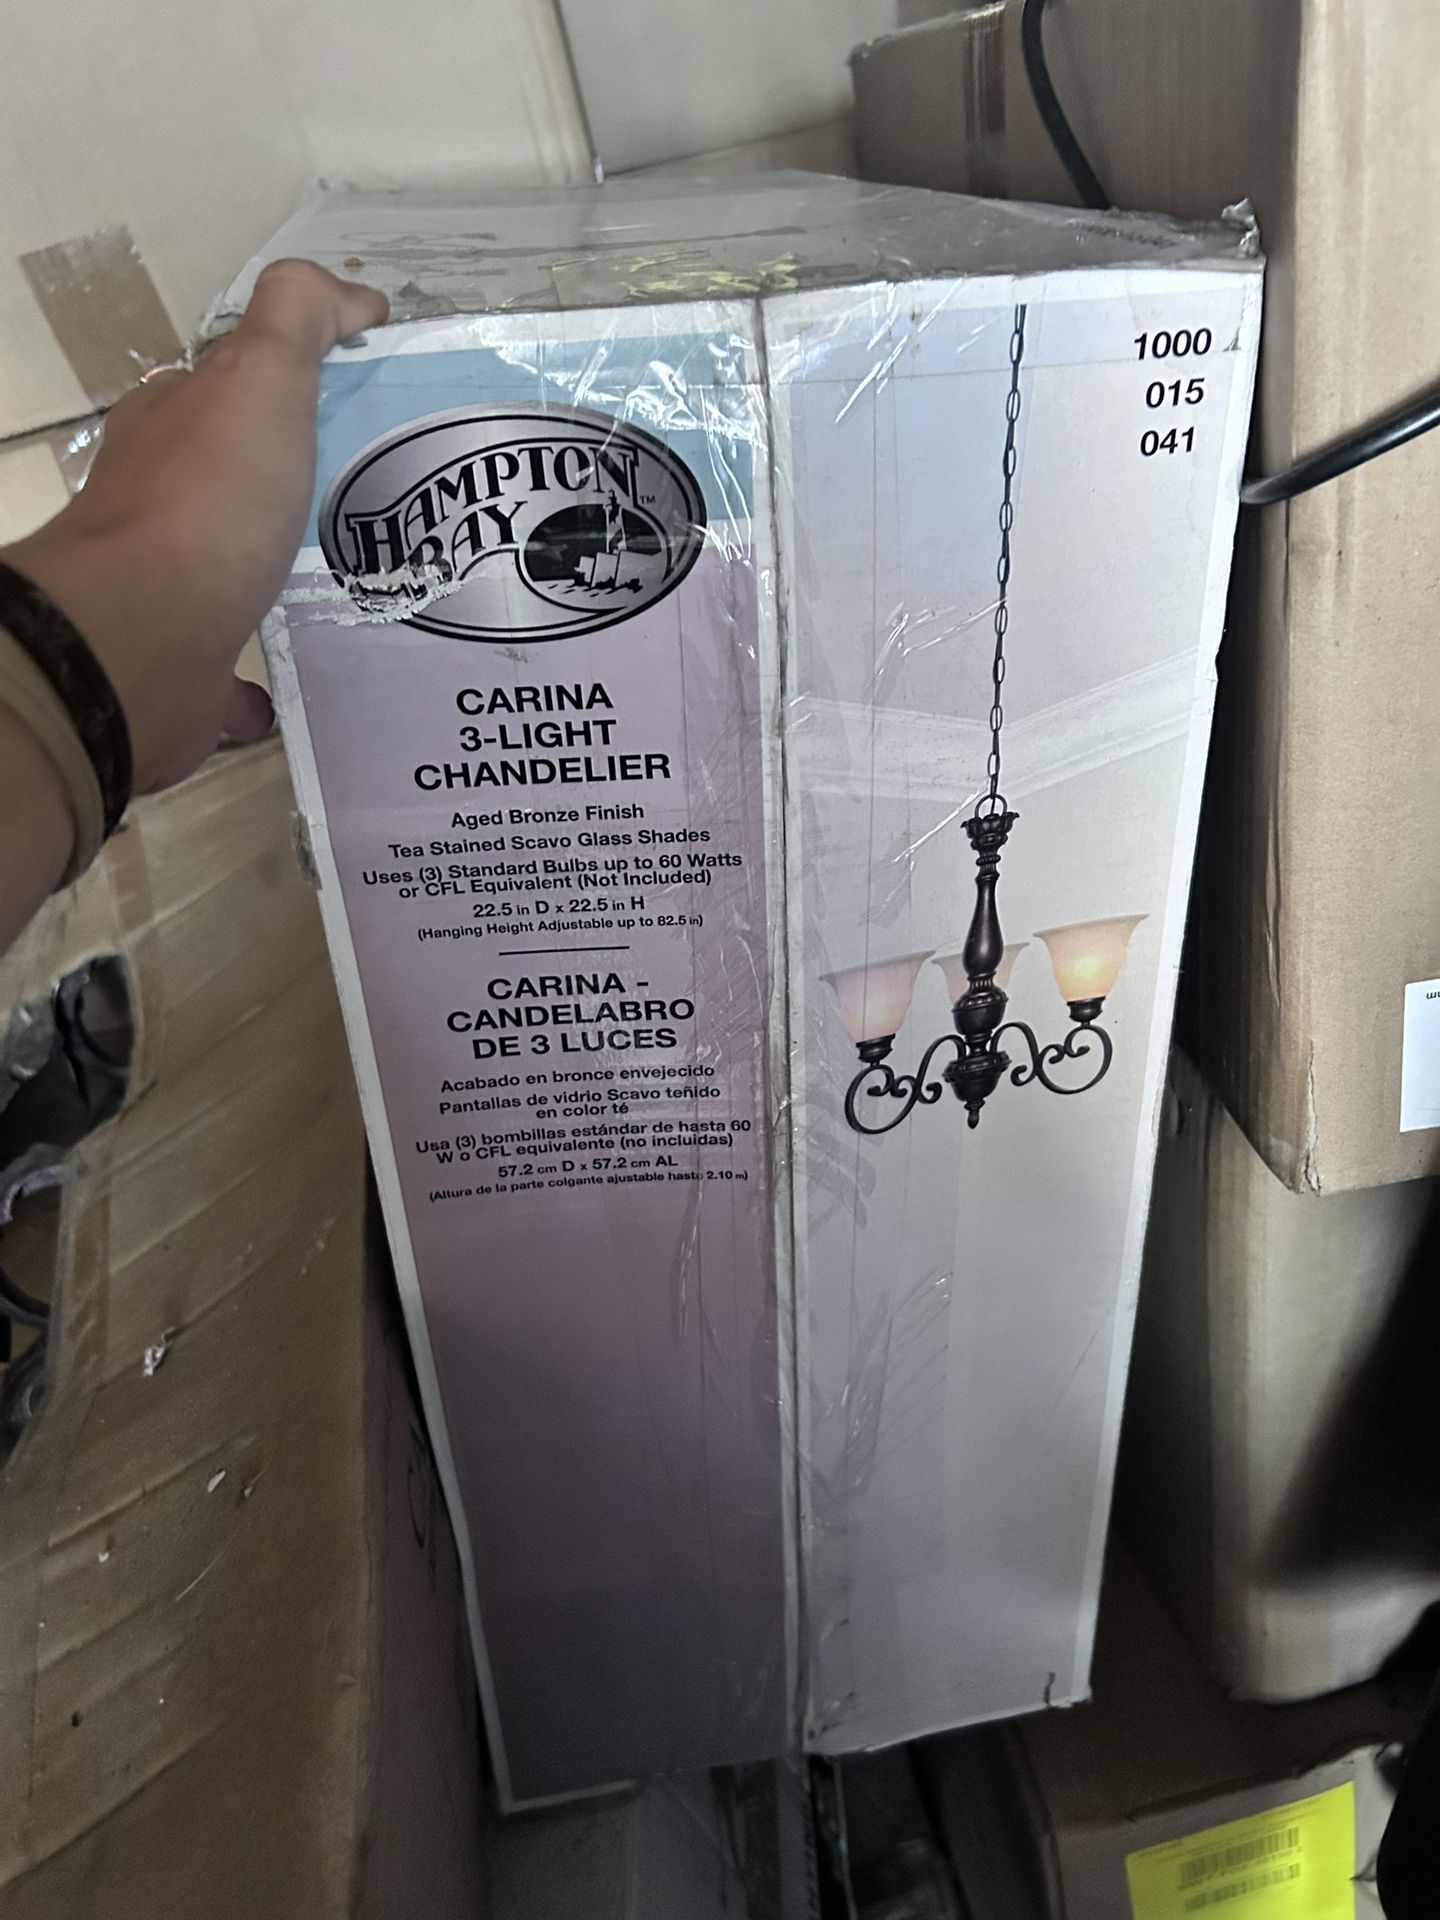 HAMPTON
BAY™
CARINA
3-LIGHT
CHANDELIER
Aged Bronze Finish
Tea Stained Scavo Glass Shades
Uses (3) Standard Bulbs up to 60 Watts
or CFL Equivalent (Not Included)
22.5 in D x 22.5 in H
(Hanging Height Adjustable up to 82.5 in)
CARINA -
CANDELABRO
DE 3 LUCES
Acabado en bronce envejecido
Pantallas de vidrio Scavo teñido
en color té
Usa (3) bombillas estándar de hasta 60
W o CFL equivalente (no incluidas)
57.2 cm D x 57.2 cm AL
(Altura de la parte colgante ajustable hasta 2.10 m)
1000
015
041